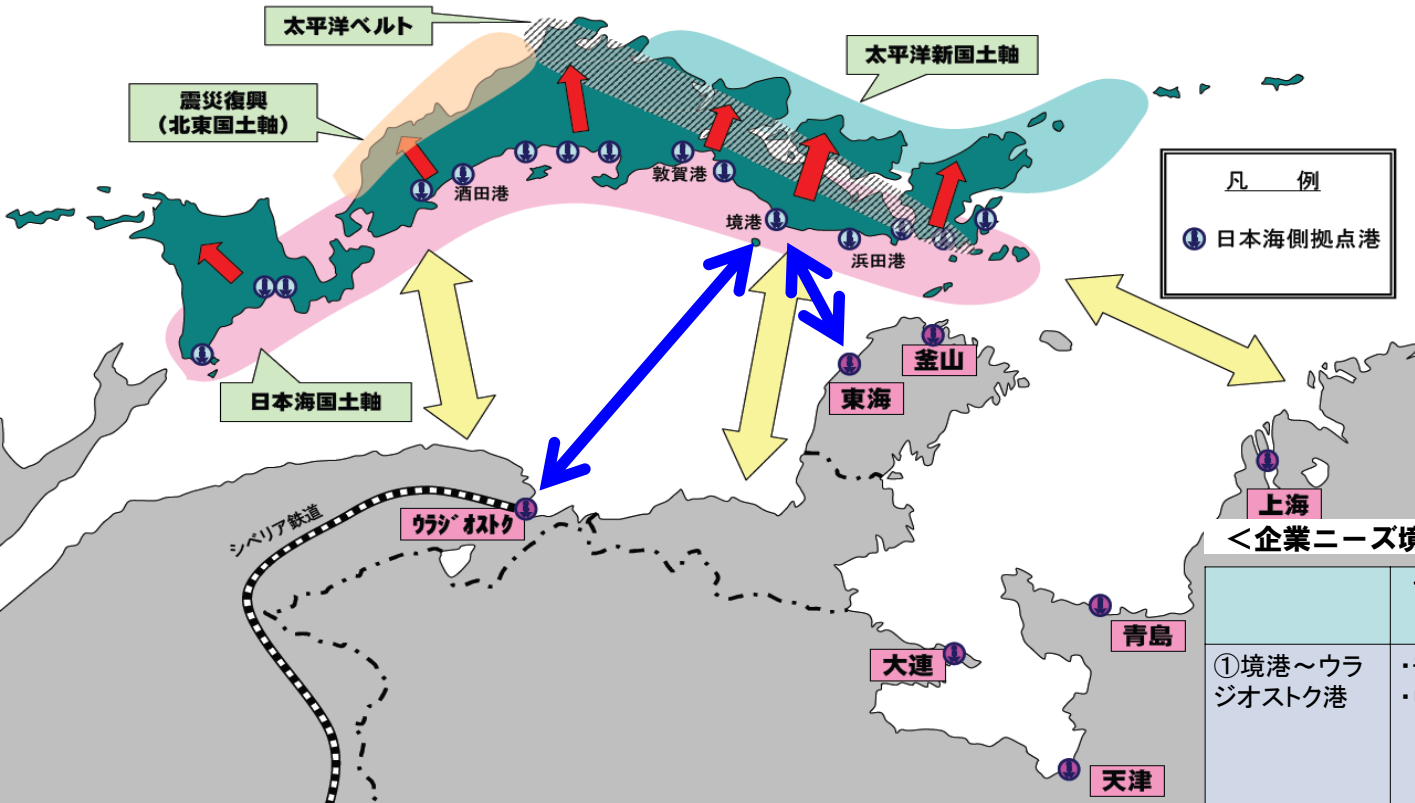 太平洋ベルト
太平洋新国土軸
震災復興
（北東国土軸）
凡　例
日本海側拠点港
酒田港
敦賀港
境港
浜田港
日本海国土軸
釜山
東海
上海
ウラジオストク
シベリア鉄道
＜企業ニーズ
青島
大連
①境港～ウラ
ジオストク港
天津